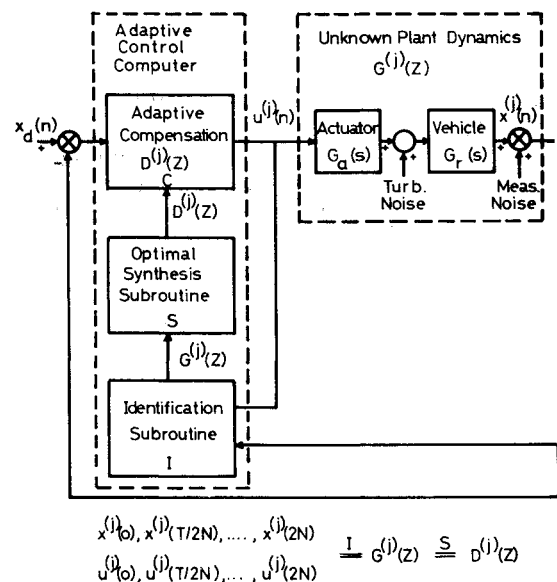 Adaptive
Control
Computer
Unknown Plant Dynamics
G^(j)(Z)
x_d(n)
+
-
Adaptive
Compensation
D^(j)(Z)
C
u^(j)(n)
Actuator
G_a(s)
+
+
Turb.
Noise
Vehicle
G_r(s)
x^(j)(n)
+
+
Meas.
Noise
D^(j)(Z)
Optimal
Synthesis
Subroutine
S
G^(j)(Z)
Identification
Subroutine
I
x^(j)(0), x^(j)(T/2N), ...., x^(j)(2N)
u^(j)(0), u^(j)(T/2N), ..., u^(j)(2N)
I = G^(j)(Z) S = D^(j)(Z)